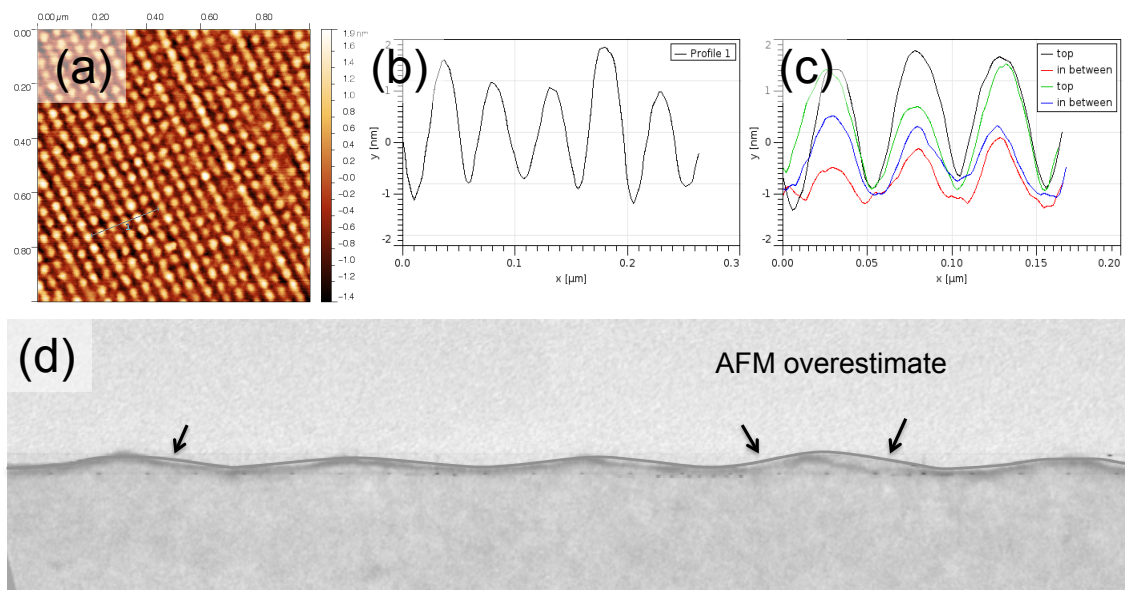 (a)
0.00 µm 0.20 0.40 0.60 0.80
0.00
0.20
0.40
0.60
0.80
1
1.9 nm
1.6
1.4
1.2
1.0
0.8
0.6
0.4
0.2
-0.0
-0.2
-0.4
-0.6
-0.8
-1.0
-1.2
-1.4
(b)
Profile 1
y [nm]
2
1
0
-1
-2
0.0 0.1 0.2 0.3
x [µm]
(c)
top
in between
top
in between
y [nm]
2
1
0
-1
-2
0.00 0.05 0.10 0.15 0.20
x [µm]
(d)
AFM overestimate